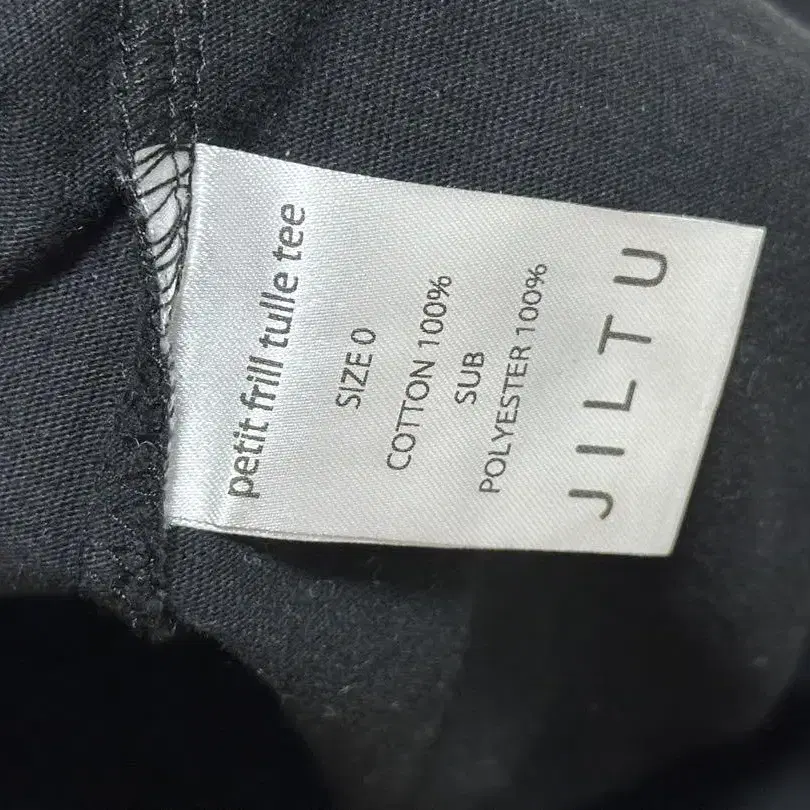 petit frill tulle tee
SIZE 0
COTTON 100%
SUB
POLYESTER 100%
JILTU